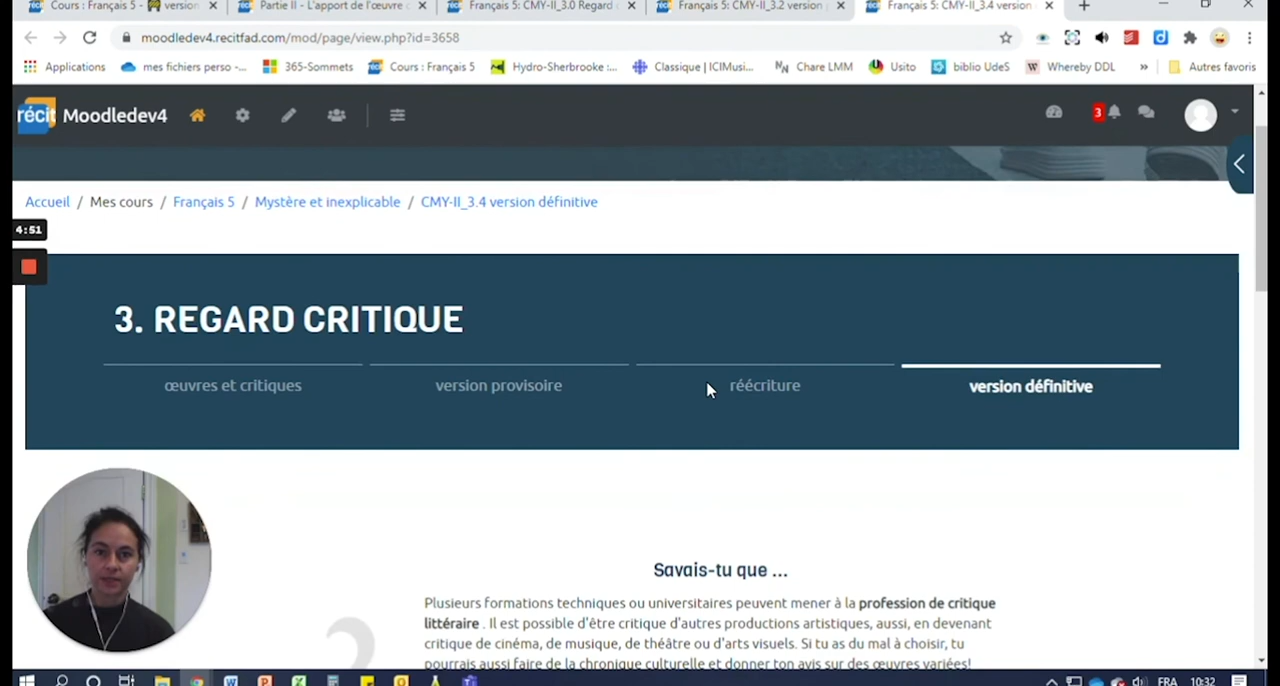 Cours : Français 5 - version
Partie II - L'apport de l'œuvre
Français 5: CMY-II_3.0 Regard
Français 5: CMY-II_3.2 version
Français 5: CMY-II_3.4 version
moodledev4.recitfad.com/mod/page/view.php?id=3658
Applications
mes fichiers perso -...
365-Sommets
Cours : Français 5
Hydro-Sherbrooke :...
Classique | ICIMusi...
Chare LMM
Usito
biblio UdeS
Whereby DDL
»
Autres favoris
récit Moodledev4
3
Accueil / Mes cours / Français 5 / Mystère et inexplicable / CMY-II_3.4 version définitive
4:51
3. REGARD CRITIQUE
œuvres et critiques
version provisoire
réécriture
version définitive
Savais-tu que ...
Plusieurs formations techniques ou universitaires peuvent mener à la profession de critique
littéraire . Il est possible d'être critique d'autres productions artistiques, aussi, en devenant
critique de cinéma, de musique, de théâtre ou d'arts visuels. Si tu as du mal à choisir, tu
pourrais aussi faire de la chronique culturelle et donner ton avis sur des œuvres variées!
FRA 10:32